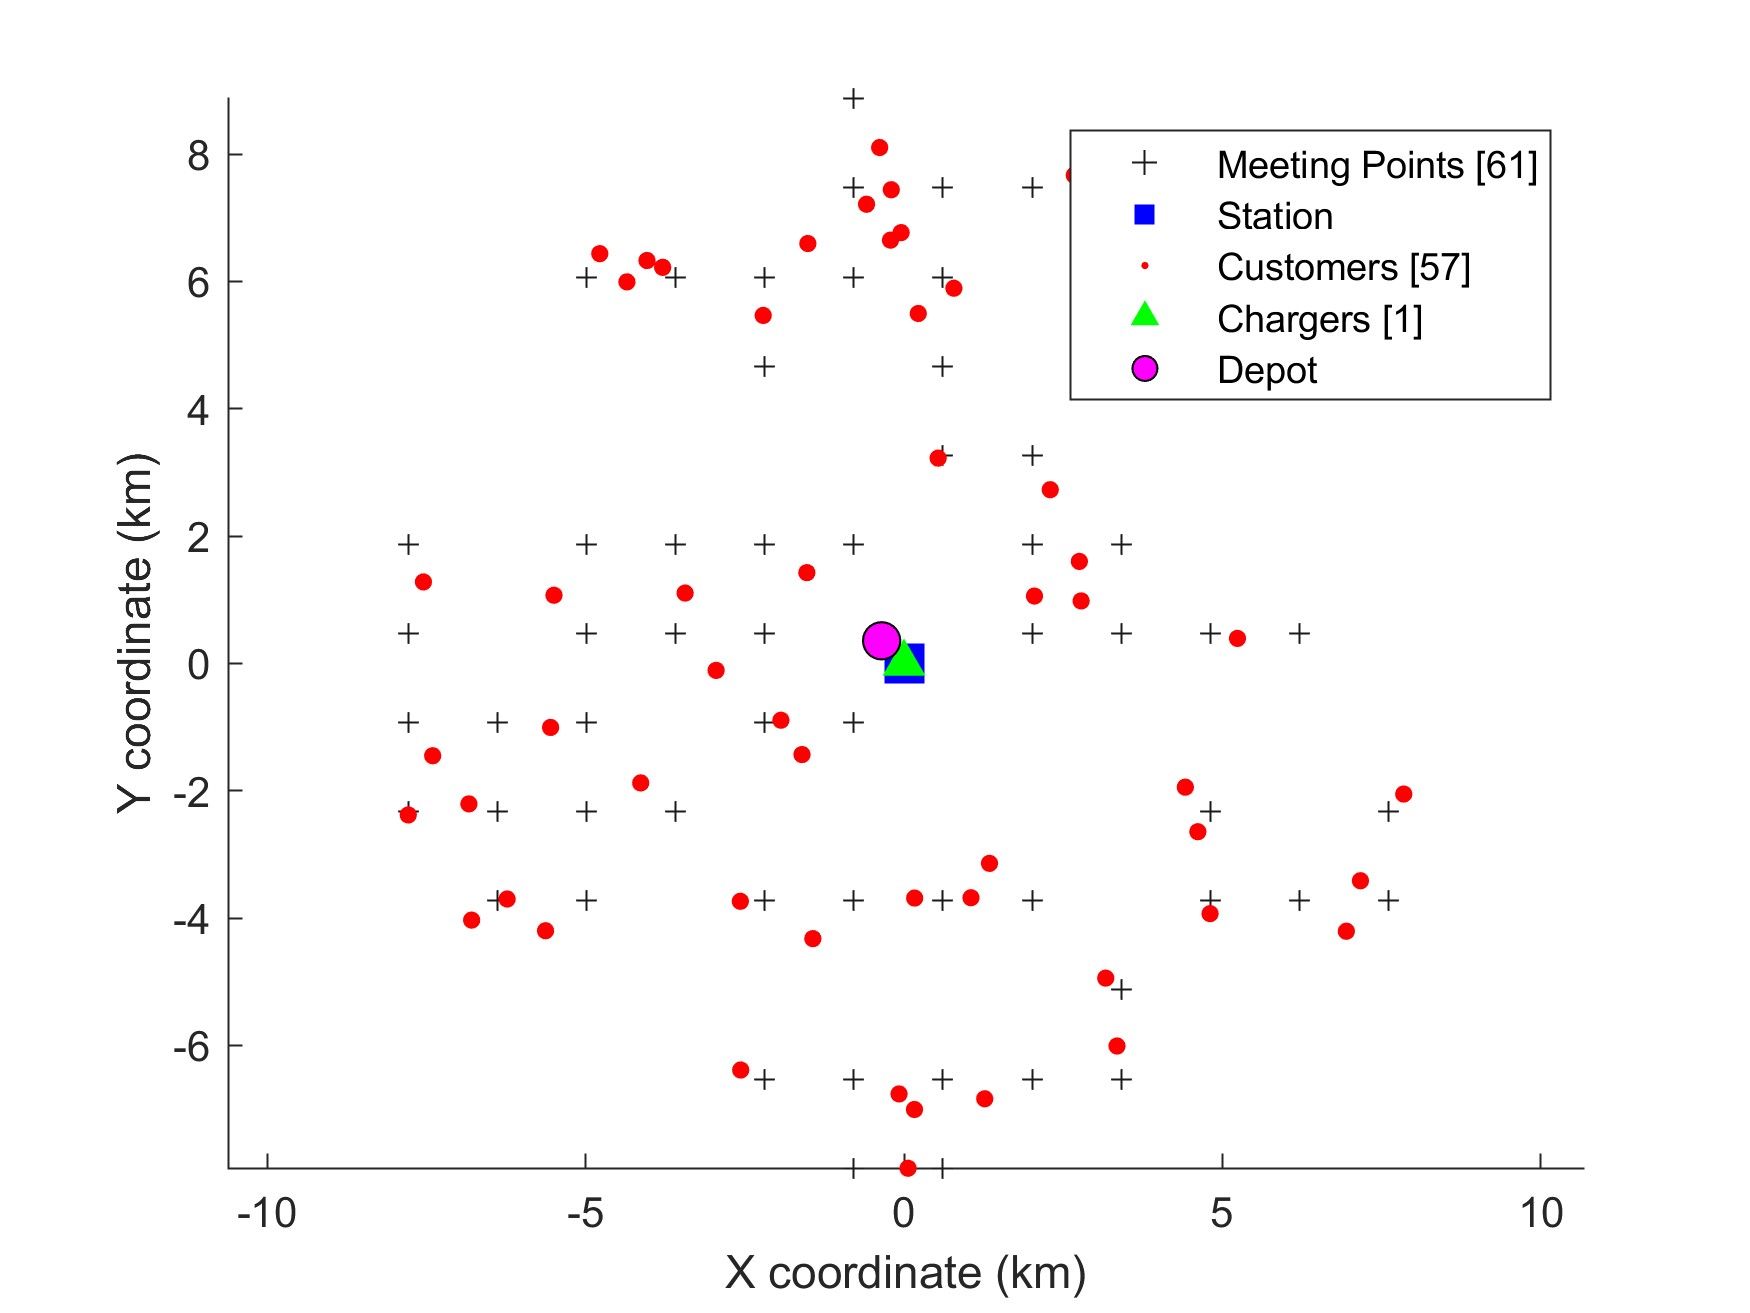 8
6
4
2
0
-2
-4
-6
Y coordinate (km)
-10
-5
0
5
10
X coordinate (km)
Meeting Points [61]
Station
Customers [57]
Chargers [1]
Depot